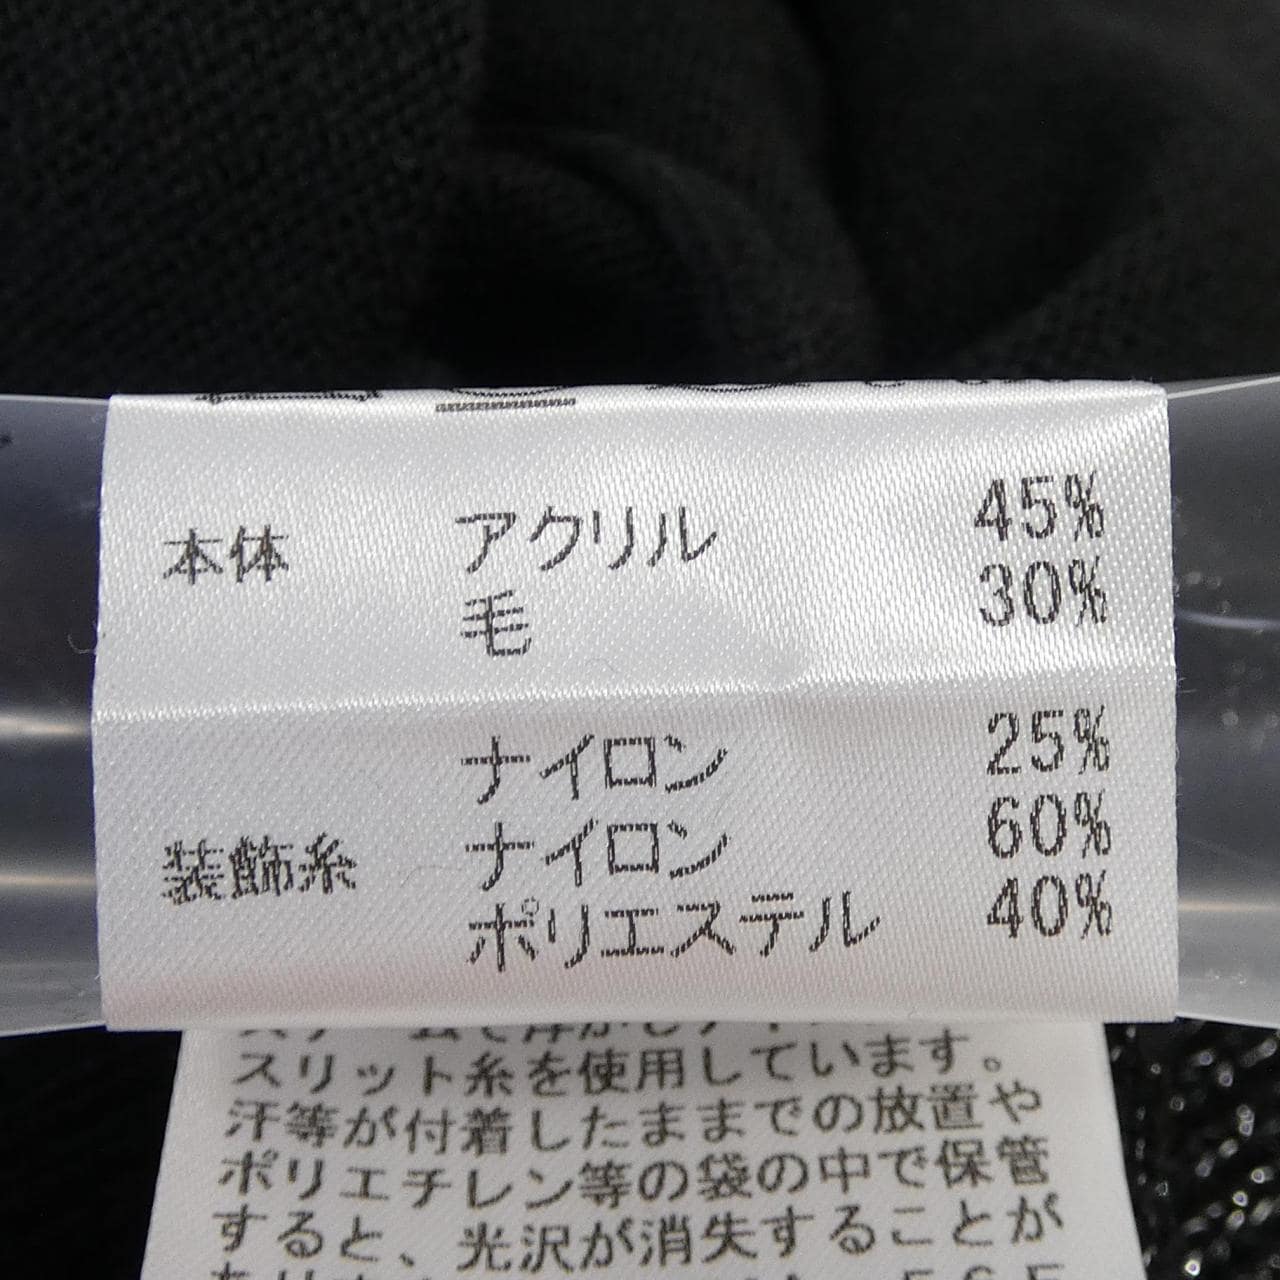 本体 アクリル 45%
毛 30%
ナイロン 25%
装飾糸 ナイロン 60%
ポリエステル 40%
スリット糸を使用しています。
汗等が付着したままでの放置や
ポリエチレン等の袋の中で保管
すると、光沢が消失することが